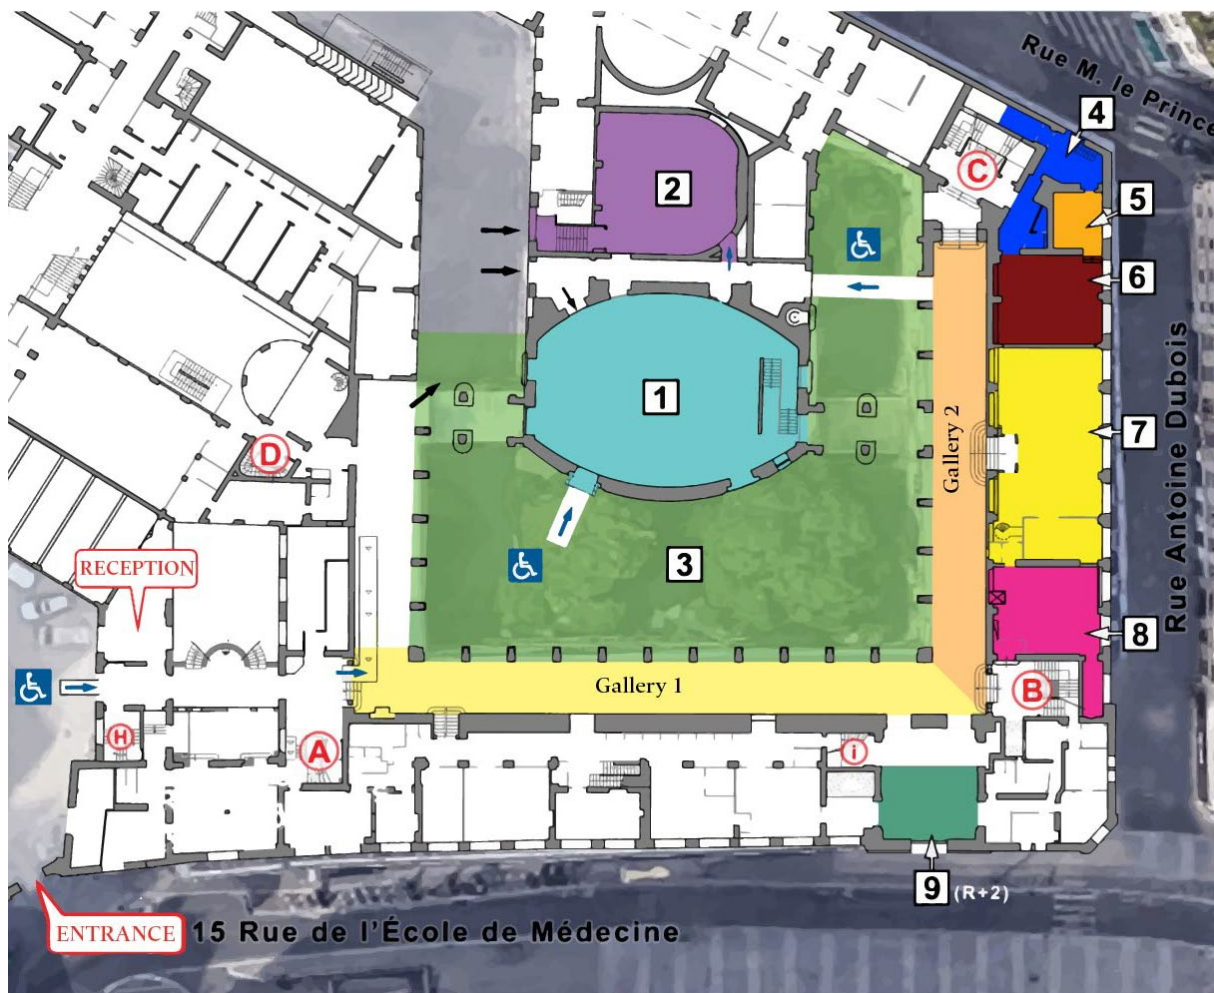 Rue M. le Prince
4
C
2
5
6
Rue Antoine Dubois
1
Gallery 2
7
D
3
RECEPTION
8
Gallery 1
B
H
A
i
9 (R+2)
ENTRANCE
15 Rue de l'École de Médecine